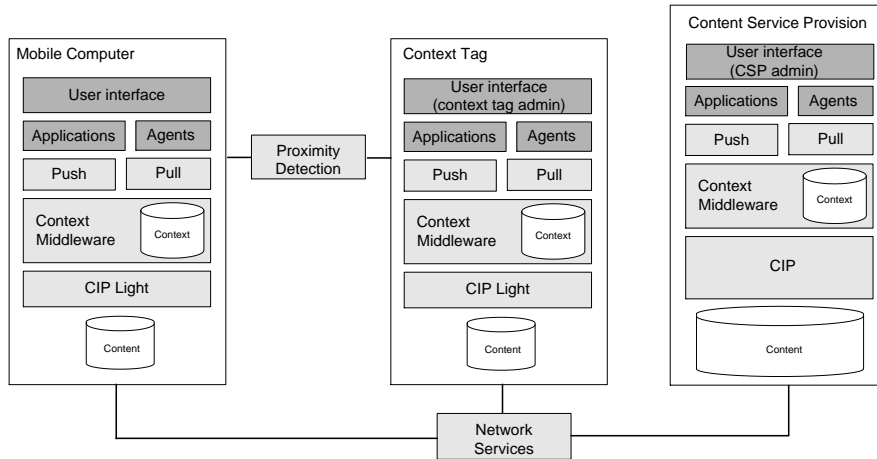 Mobile Computer
User interface
Applications
Agents
Push
Pull
Context
Middleware
Context
CIP Light
Content
Proximity
Detection
Context Tag
User interface
(context tag admin)
Applications
Agents
Push
Pull
Context
Middleware
Context
CIP Light
Content
Content Service Provision
User interface
(CSP admin)
Applications
Agents
Push
Pull
Context
Middleware
Context
CIP
Content
Network
Services